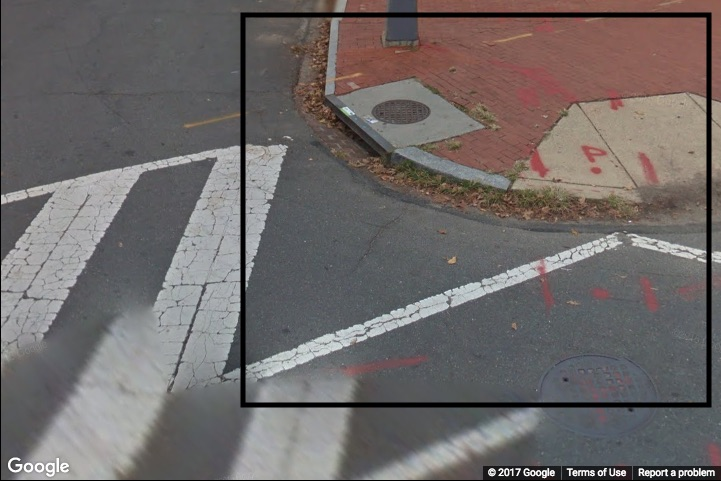 P.
Google
© 2017 Google
Terms of Use
Report a problem